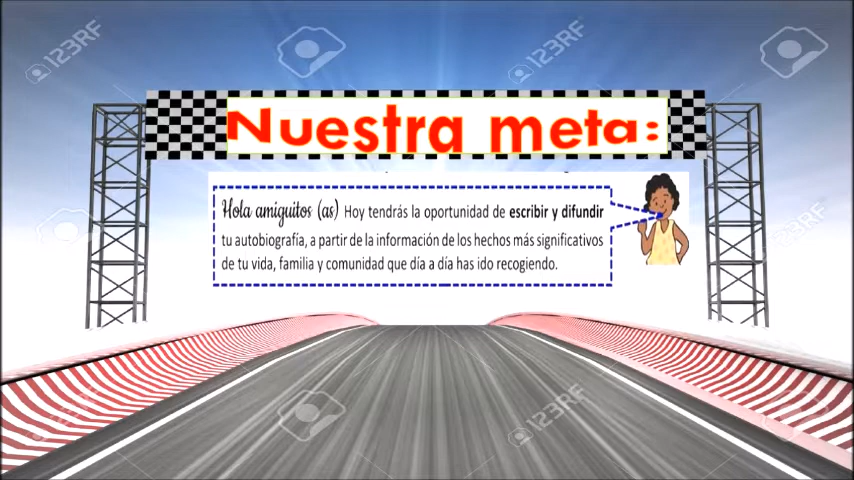 123RF
123RF
Nuestra meta:
Hola amiguitos (as) Hoy tendrás la oportunidad de escribir y difundir
tu autobiografía, a partir de la información de los hechos más significativos
de tu vida, familia y comunidad que día a día has ido recogiendo.
123RF
123RF
123RF
123RF